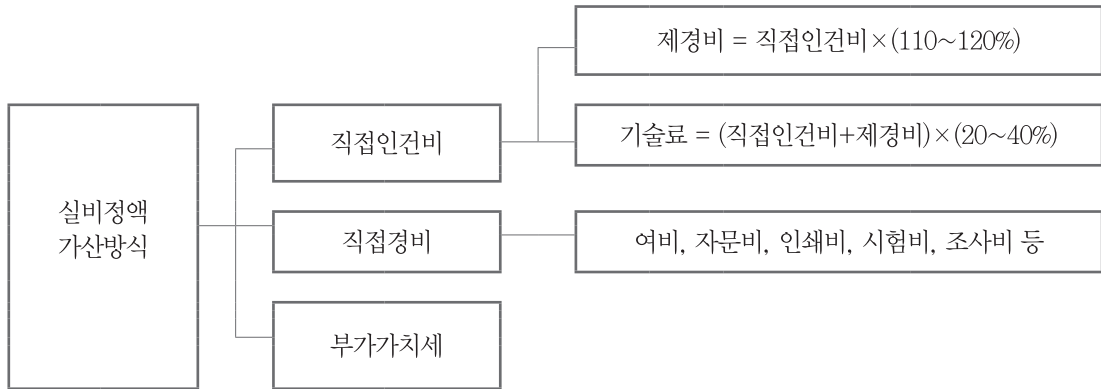 실비정액
가산방식
직접인건비
제경비 = 직접인건비×(110~120%)
기술료 = (직접인건비+제경비)×(20~40%)
직접경비
여비, 자문비, 인쇄비, 시험비, 조사비 등
부가가치세